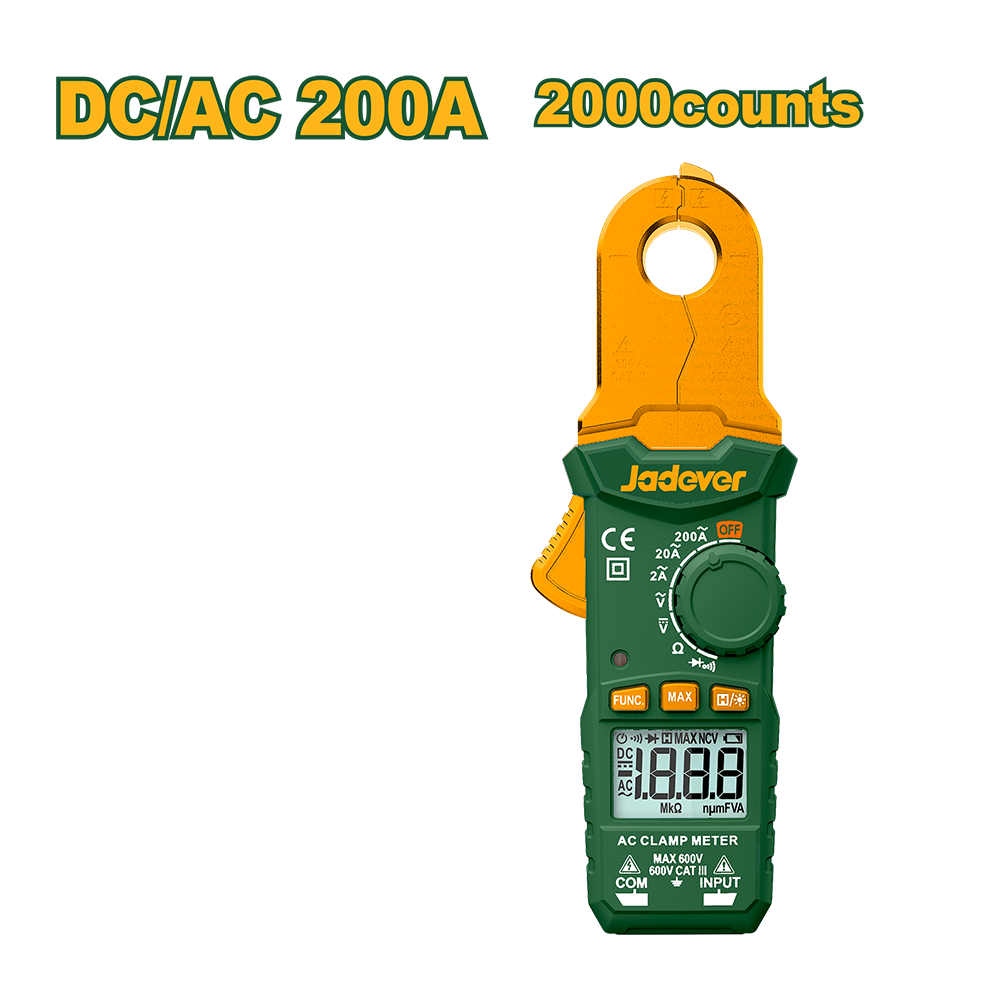 DC/AC 200A
2000counts
Jadever
CE
OFF
200A
20A
2A
V
V
Ω
FUNC.
MAX
H/
H MAX NCV
DC
1.8.8.8
AC
MkΩ
nµmFVA
AC CLAMP METER
MAX 600V
600V CAT III
COM
INPUT